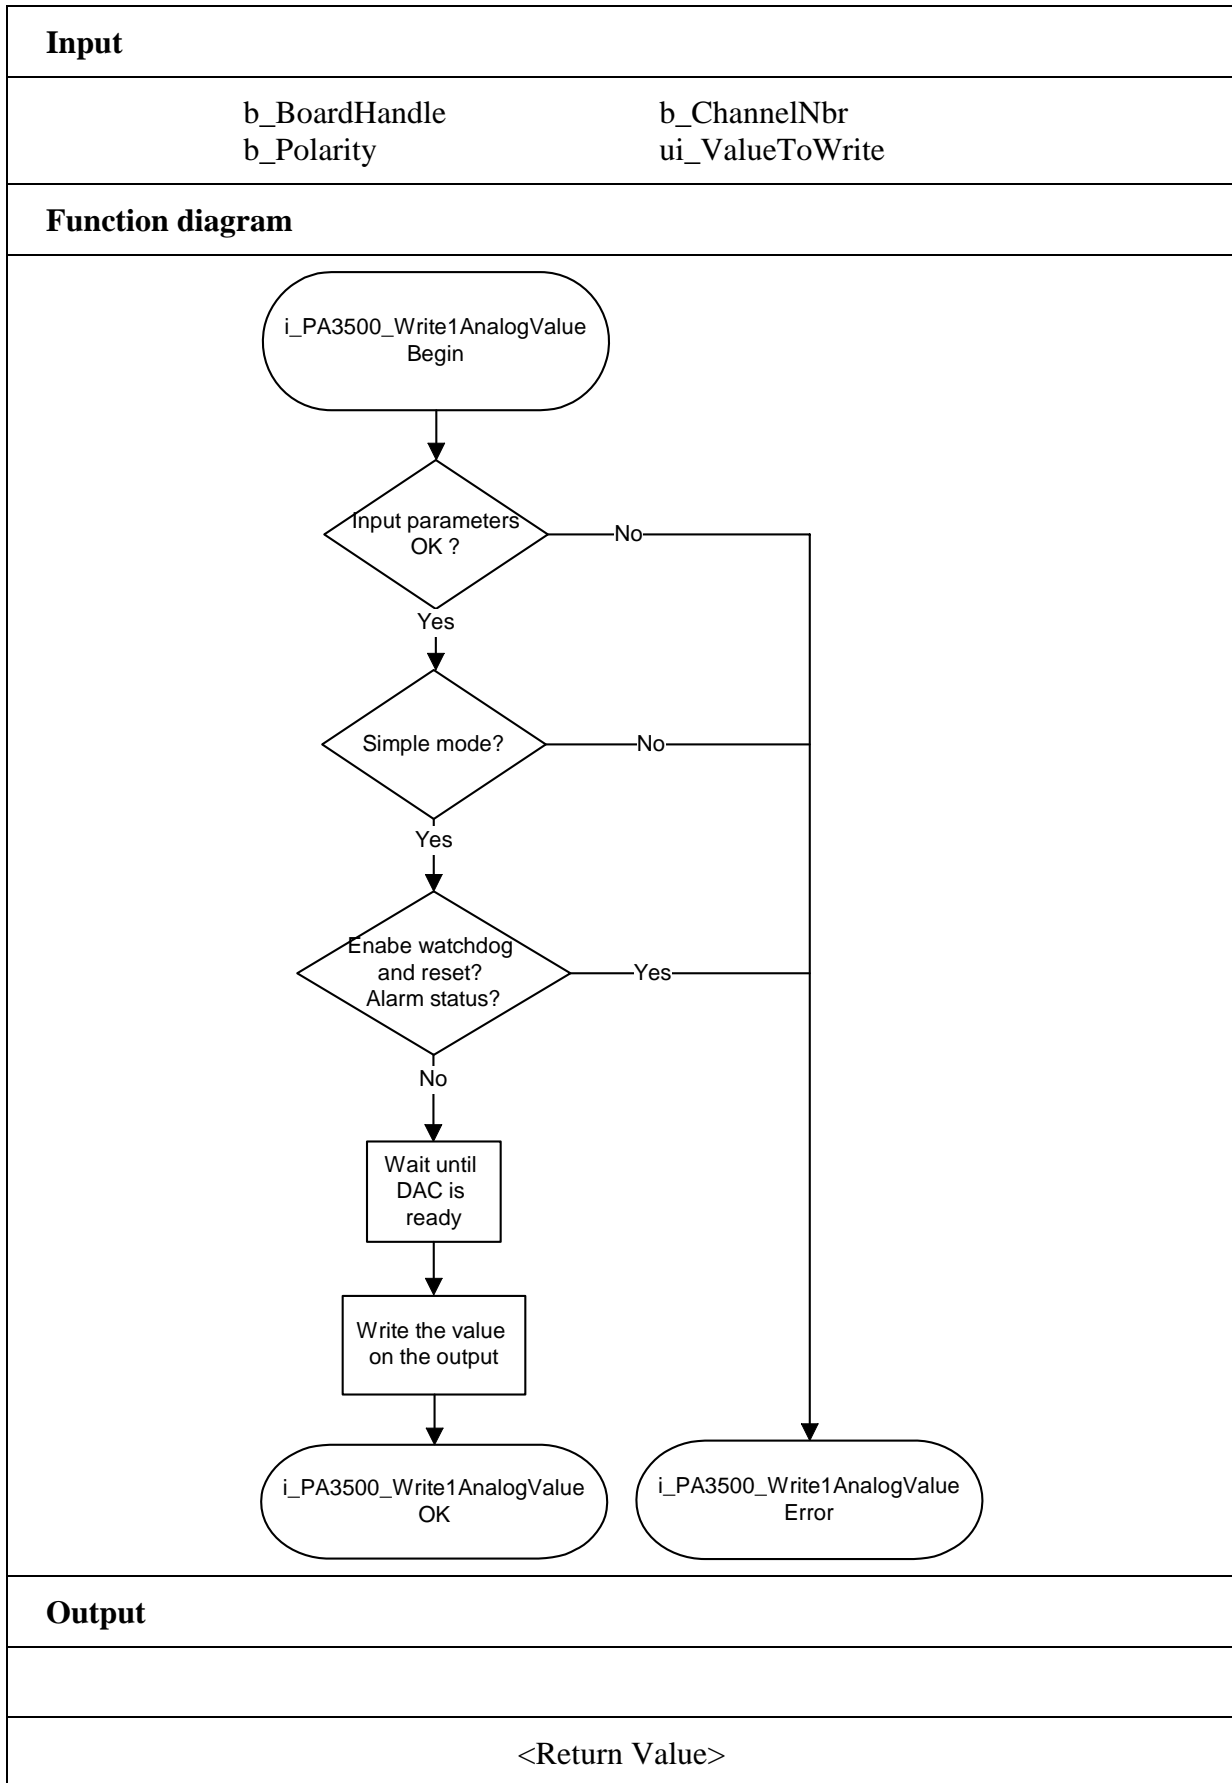 Input
b_BoardHandle b_ChannelNbr
b_Polarity ui_ValueToWrite
Function diagram
i_PA3500_Write1AnalogValue
Begin
Input parameters
OK ?
No
Yes
Simple mode?
No
Yes
Enabe watchdog
and reset?
Alarm status?
Yes
No
Wait until
DAC is
ready
Write the value
on the output
i_PA3500_Write1AnalogValue
OK
i_PA3500_Write1AnalogValue
Error
Output
<Return Value>